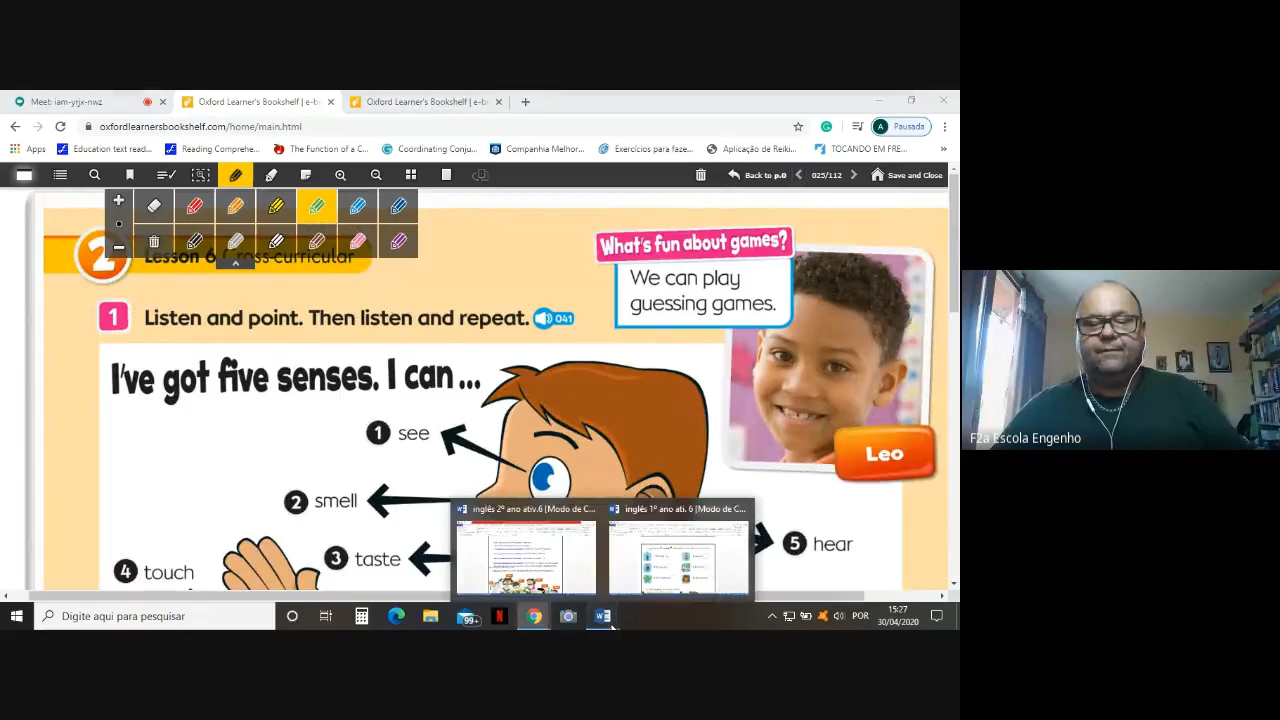 Meet: iam-yrjx-nwz
Oxford Learner's Bookshelf | e-b
Oxford Learner's Bookshelf | e-b
oxfordlearnersbookshelf.com/home/main.html
A Pausada
Apps
Education text read...
Reading Comprehe...
The Function of a C...
Coordinating Conju...
Companhia Melhor...
Exercícios para faze...
Aplicação de Reiki...
TOCANDO EM FRE...
Back to p.0
025/112
Save and Close
2
Lesson 6 Cross-curricular
What's fun about games?
We can play
guessing games.
1 Listen and point. Then listen and repeat. 041
I've got five senses. I can ...
Leo
1 see
2 smell
3 taste
4 touch
5 hear
inglês 2º ano ativ.6 [Modo de C...
inglês 1º ano ati. 6 [Modo de C...
F2a Escola Engenho
Digite aqui para pesquisar
99+
N
POR
15:27
30/04/2020